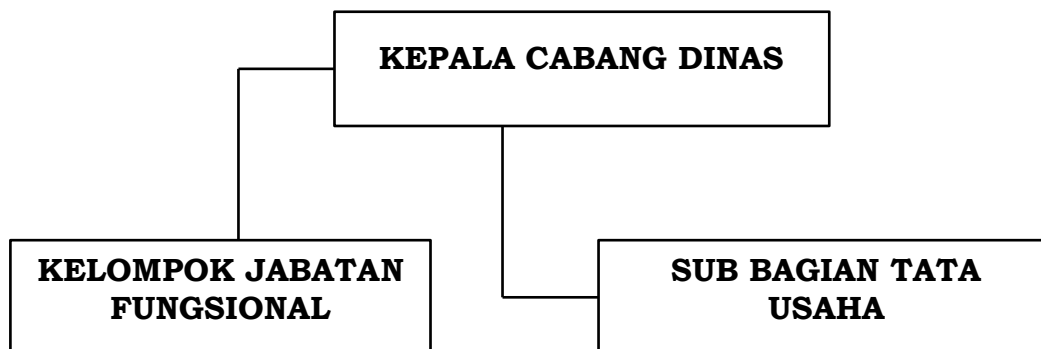 KEPALA CABANG DINAS
KELOMPOK JABATAN
FUNGSIONAL
SUB BAGIAN TATA
USAHA